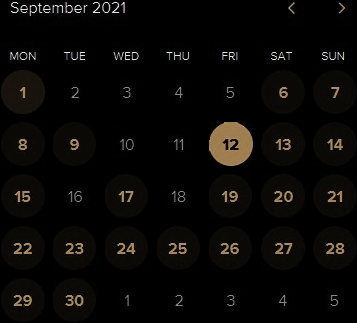 September 2021
MON TUE WED THU FRI SAT SUN
1 2 3 4 5 6 7
8 9 10 11 12 13 14
15 16 17 18 19 20 21
22 23 24 25 26 27 28
29 30 1 2 3 4 5